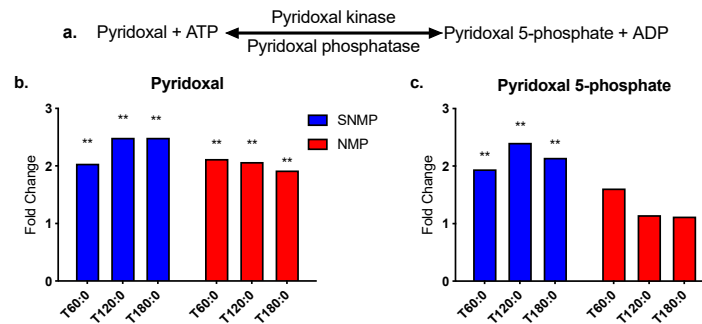 a. Pyridoxal + ATP Pyridoxal kinase Pyridoxal 5-phosphate + ADP
Pyridoxal phosphatase
b. Pyridoxal
3
2
1
0
Fold Change
** ** ** ** ** **
T60:0 T120:0 T180:0 T60:0 T120:0 T180:0
SNMP
NMP
c. Pyridoxal 5-phosphate
3
2
1
0
Fold Change
** ** **
T60:0 T120:0 T180:0 T60:0 T120:0 T180:0